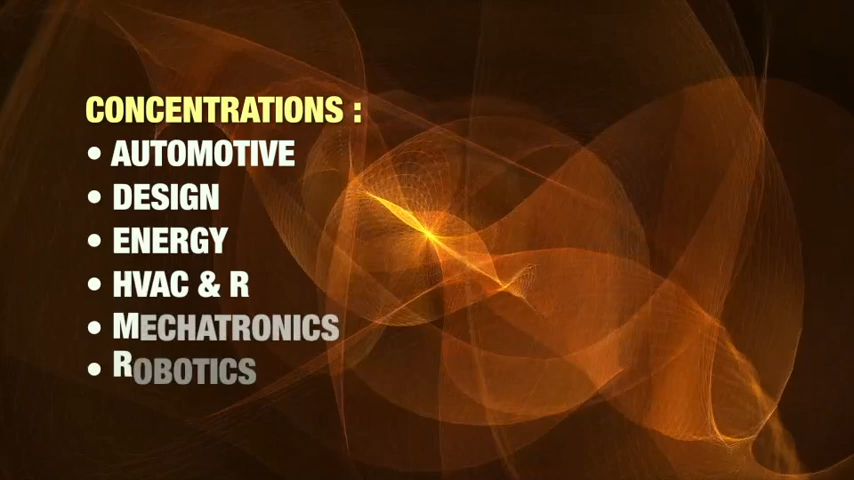 CONCENTRATIONS :
• AUTOMOTIVE
• DESIGN
• ENERGY
• HVAC & R
• MECHATRONICS
• ROBOTICS